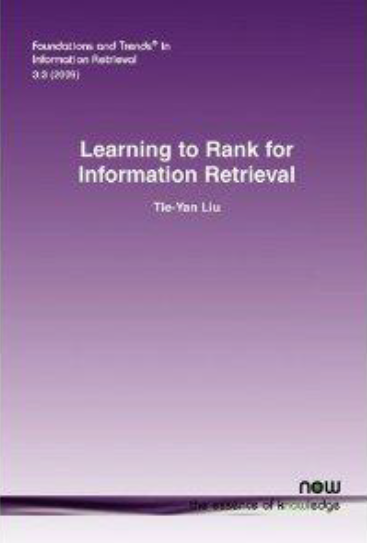 Foundations and Trends® in
Information Retrieval
3:3 (2009)
Learning to Rank for
Information Retrieval
Tie-Yan Liu
now
the essence of knowledge